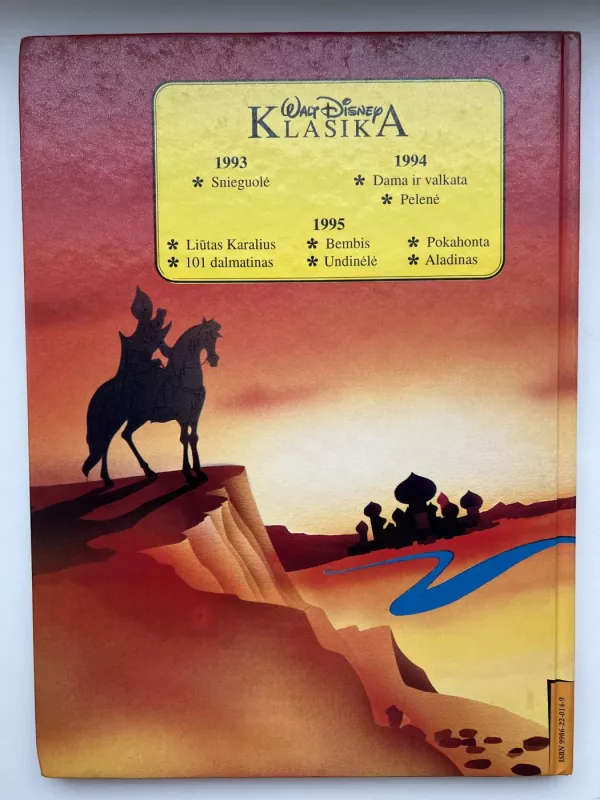 Walt Disney
KLASIKA
1993
* Snieguolė
1994
* Dama ir valkata
* Pelenė
1995
* Liūtas Karalius
* 101 dalmatinas
* Bembis
* Undinėlė
* Pokahonta
* Aladinas
ISBN 9986-22-014-9